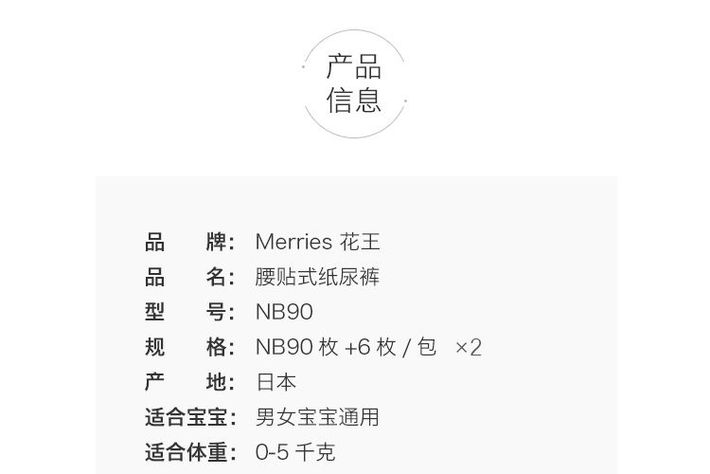 产品
信息
品 牌： Merries 花王
品 名： 腰贴式纸尿裤
型 号： NB90
规 格： NB90 枚 +6 枚 / 包 ×2
产 地： 日本
适合宝宝： 男女宝宝通用
适合体重： 0-5 千克